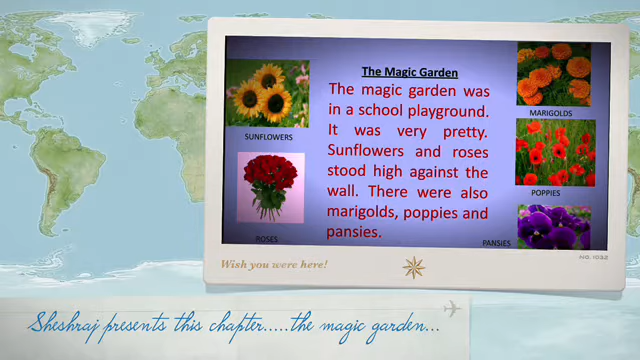 The Magic Garden
The magic garden was
in a school playground.
It was very pretty.
Sunflowers and roses
stood high against the
wall. There were also
marigolds, poppies and
pansies.
SUNFLOWERS
ROSES
MARIGOLDS
POPPIES
PANSIES
Wish you were here!
NO. 1032
Sheshraj presents this chapter.....the magic garden...